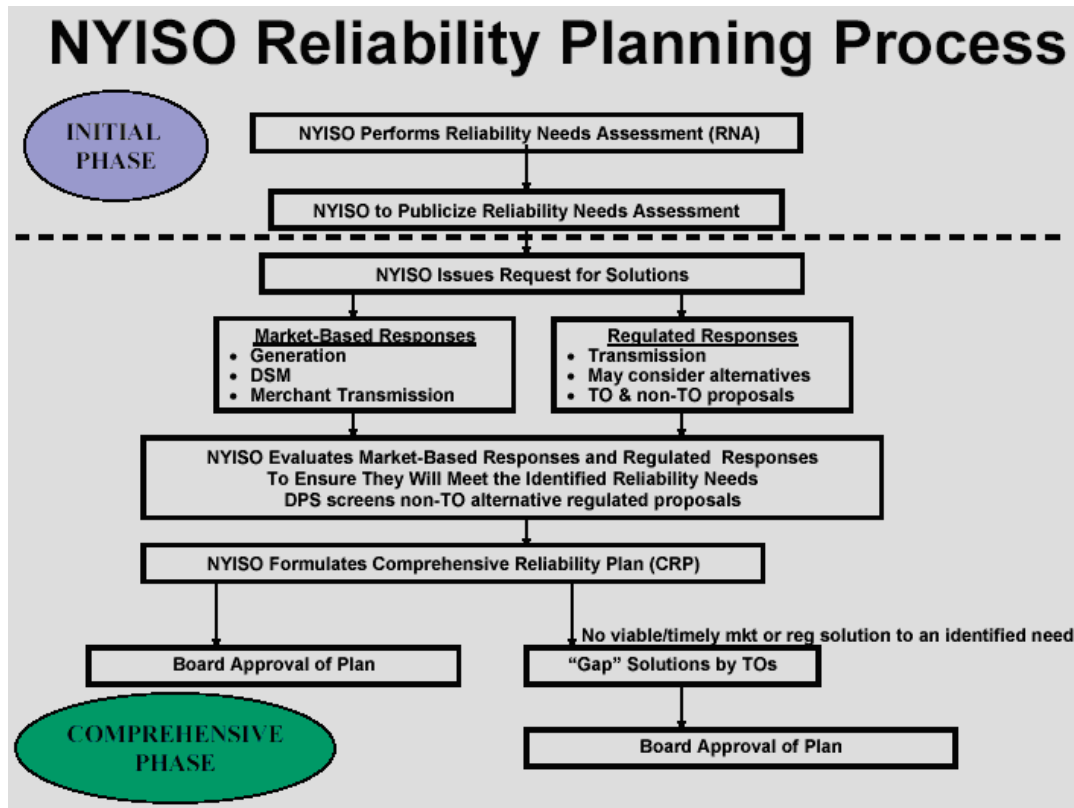 NYISO Reliability Planning Process
INITIAL
PHASE
NYISO Performs Reliability Needs Assessment (RNA)
NYISO to Publicize Reliability Needs Assessment
NYISO Issues Request for Solutions
Market-Based Responses
• Generation
• DSM
• Merchant Transmission
Regulated Responses
• Transmission
• May consider alternatives
• TO & non-TO proposals
NYISO Evaluates Market-Based Responses and Regulated Responses
To Ensure They Will Meet the Identified Reliability Needs
DPS screens non-TO alternative regulated proposals
NYISO Formulates Comprehensive Reliability Plan (CRP)
No viable/timely mkt or reg solution to an identified need
Board Approval of Plan
“Gap” Solutions by TOs
COMPREHENSIVE
PHASE
Board Approval of Plan